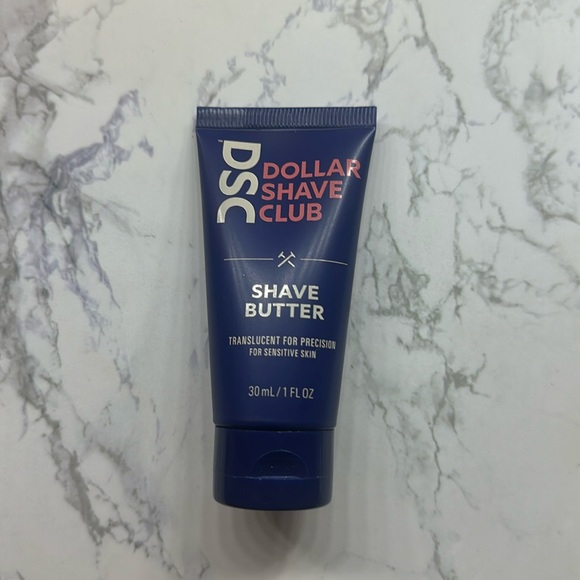 DSC
DOLLAR
SHAVE
CLUB
SHAVE
BUTTER
TRANSLUCENT FOR PRECISION
FOR SENSITIVE SKIN
30 mL / 1 FL OZ